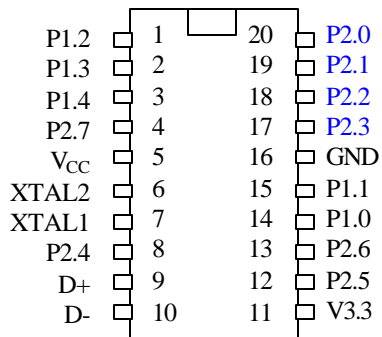 P1.2 1 20 P2.0
P1.3 2 19 P2.1
P1.4 3 18 P2.2
P2.7 4 17 P2.3
VCC 5 16 GND
XTAL2 6 15 P1.1
XTAL1 7 14 P1.0
P2.4 8 13 P2.6
D+ 9 12 P2.5
D- 10 11 V3.3